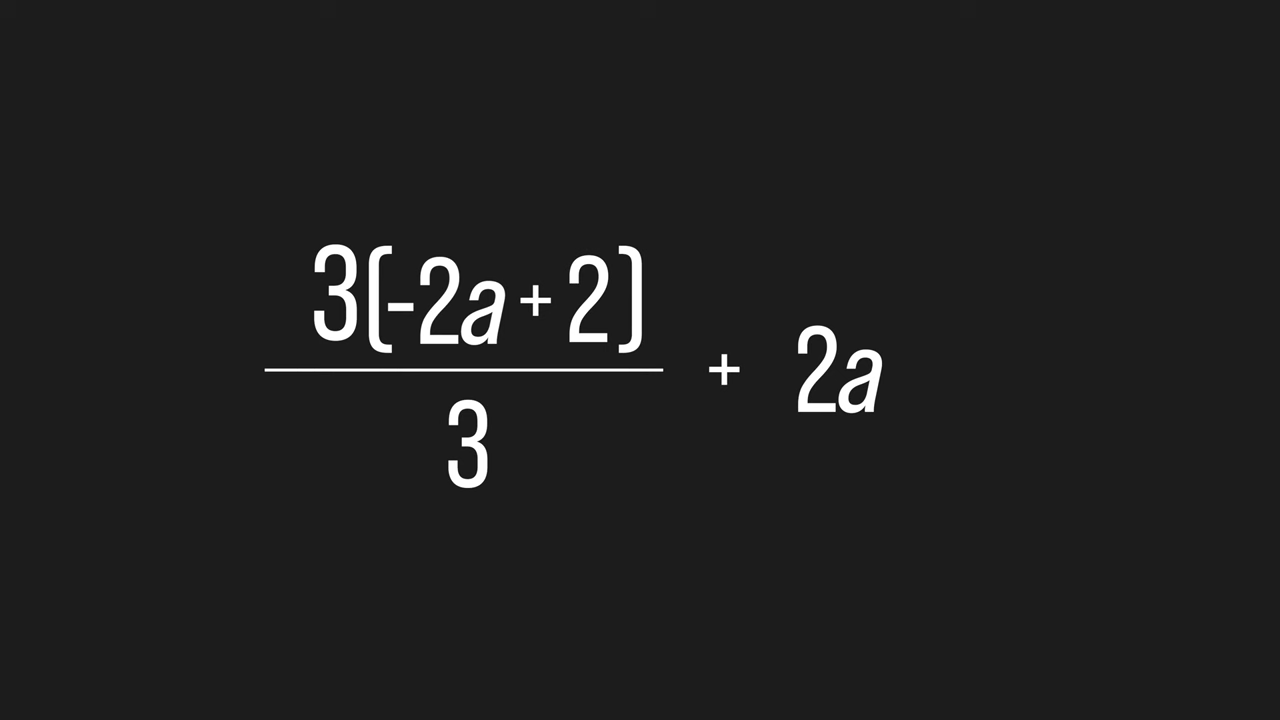 3(-2a + 2)
3
+ 2a